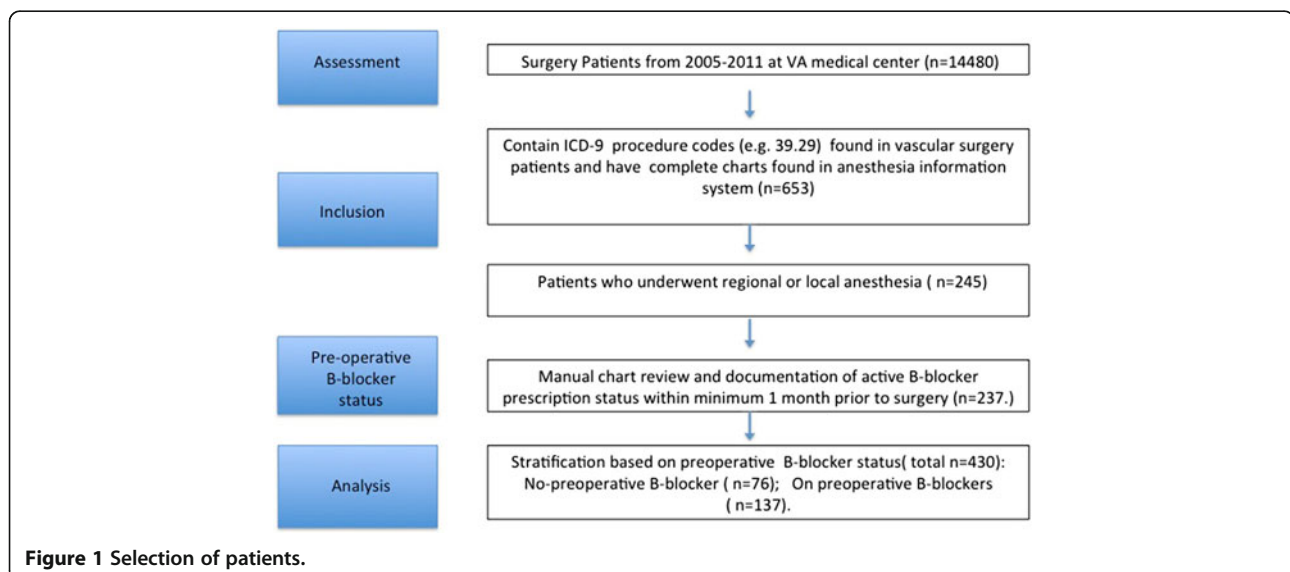 Assessment
Surgery Patients from 2005-2011 at VA medical center (n=14480)
Contain ICD-9 procedure codes (e.g. 39.29) found in vascular surgery
patients and have complete charts found in anesthesia information
system (n=653)
Inclusion
Patients who underwent regional or local anesthesia ( n=245)
Pre-operative
B-blocker
status
Manual chart review and documentation of active B-blocker
prescription status within minimum 1 month prior to surgery (n=237.)
Analysis
Stratification based on preoperative B-blocker status( total n=430):
No-preoperative B-blocker ( n=76); On preoperative B-blockers
( n=137).
Figure 1 Selection of patients.